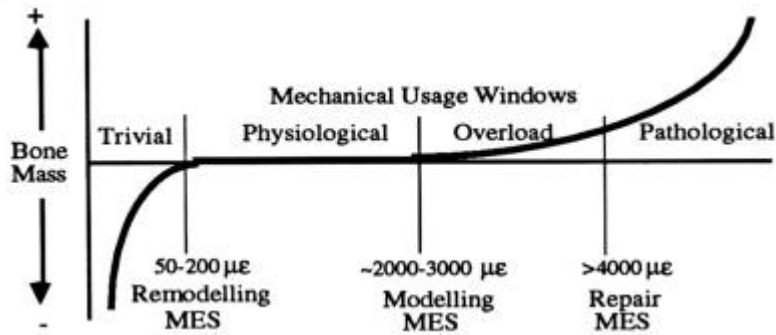 +
Mechanical Usage Windows
Trivial Physiological Overload Pathological
Bone
Mass
50-200 µε ~2000-3000 µε >4000 µε
Remodelling Modelling Repair
MES MES MES
-